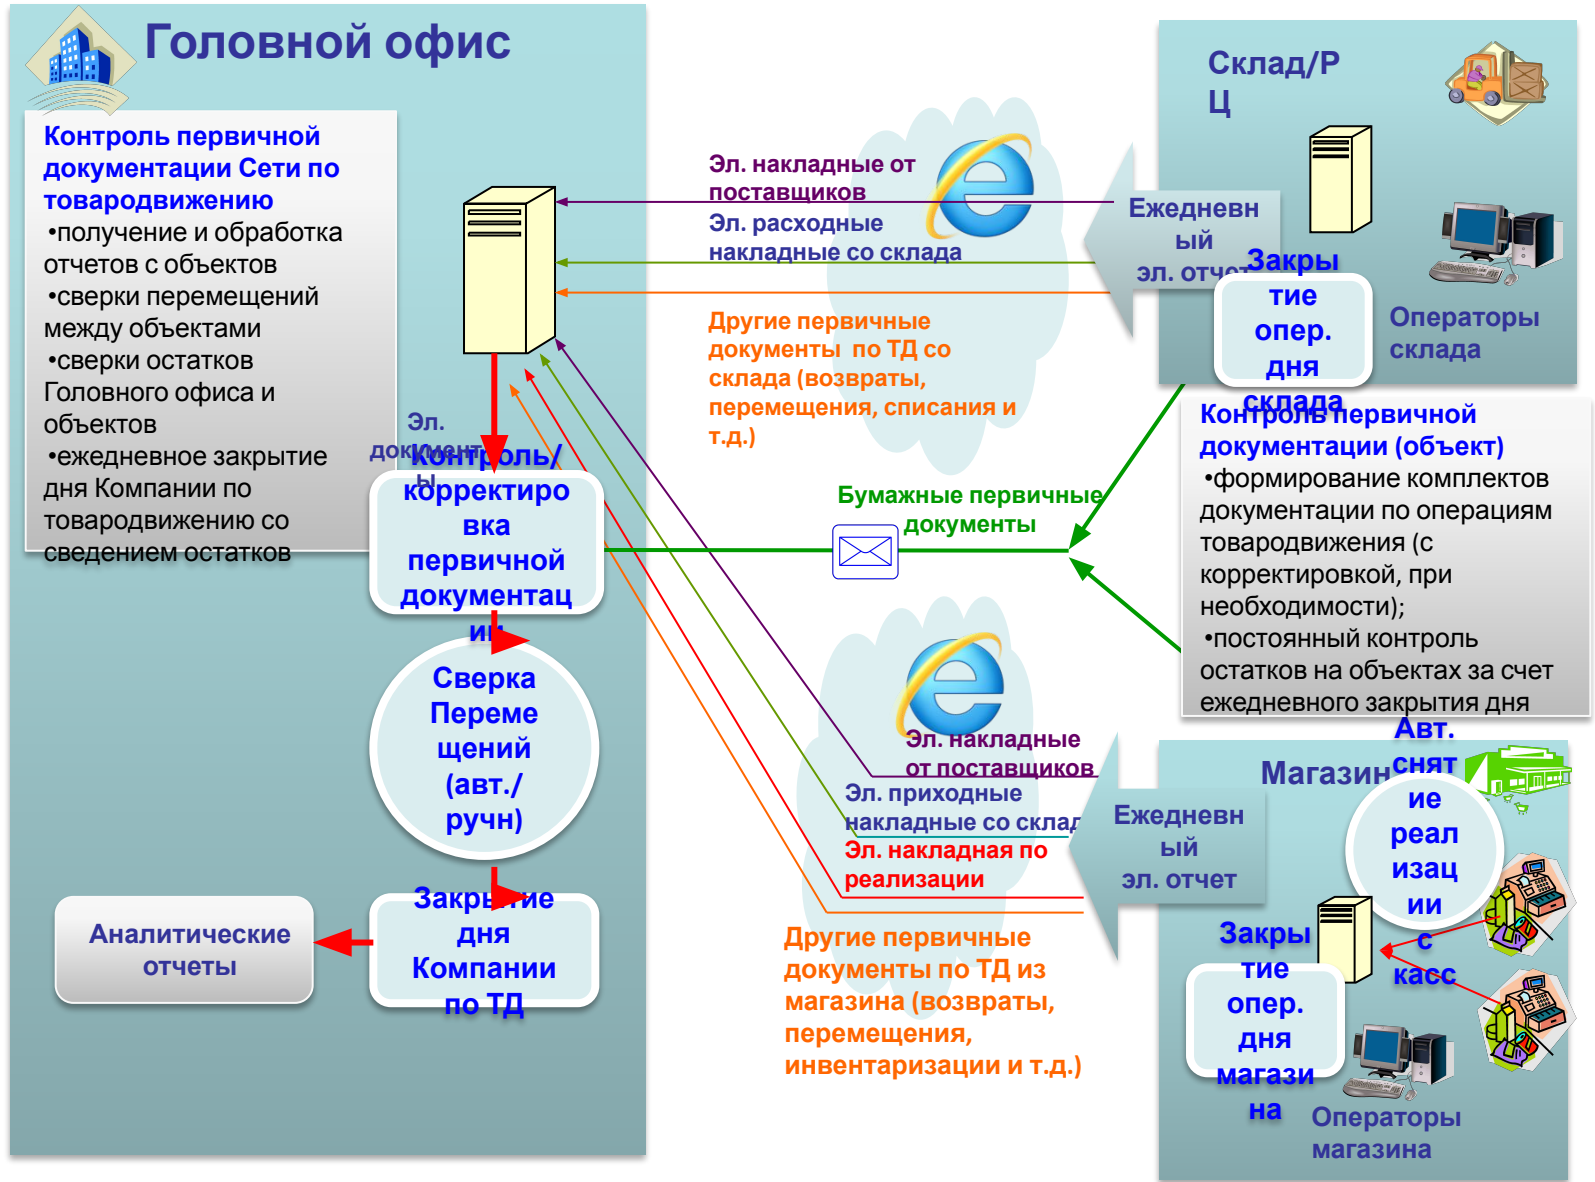 Головной офис
Контроль первичной
документации Сети по
товародвижению
•получение и обработка
отчетов с объектов
•сверки перемещений
между объектами
•сверки остатков
Головного офиса и
объектов
•ежедневное закрытие
дня Компании по
товародвижению со
сведением остатков
Эл.
документ
ы
Контроль/
корректиро
вка
первичной
документац
ии
Сверка
Переме
щений
(авт./
ручн)
Закрытие
дня
Компании
по ТД
Аналитические
отчеты
Эл. накладные от
поставщиков
Эл. расходные
накладные со склада
Другие первичные
документы по ТД со
склада (возвраты,
перемещения, списания и
т.д.)
Бумажные первичные
документы
Эл. накладные
от поставщиков
Эл. приходные
накладные со склад
Эл. накладная по
реализации
Другие первичные
документы по ТД из
магазина (возвраты,
перемещения,
инвентаризации и т.д.)
Склад/Р
Ц
Ежедневн
ый
эл. отчет
Закры
тие
опер.
дня
склада
Операторы
склада
Контроль первичной
документации (объект)
•формирование комплектов
документации по операциям
товародвижения (с
корректировкой, при
необходимости);
•постоянный контроль
остатков на объектах за счет
ежедневного закрытия дня
Магазин
Авт.
снят
ие
реал
изац
ии
с
касс
Ежедневн
ый
эл. отчет
Закры
тие
опер.
дня
магази
на
Операторы
магазина